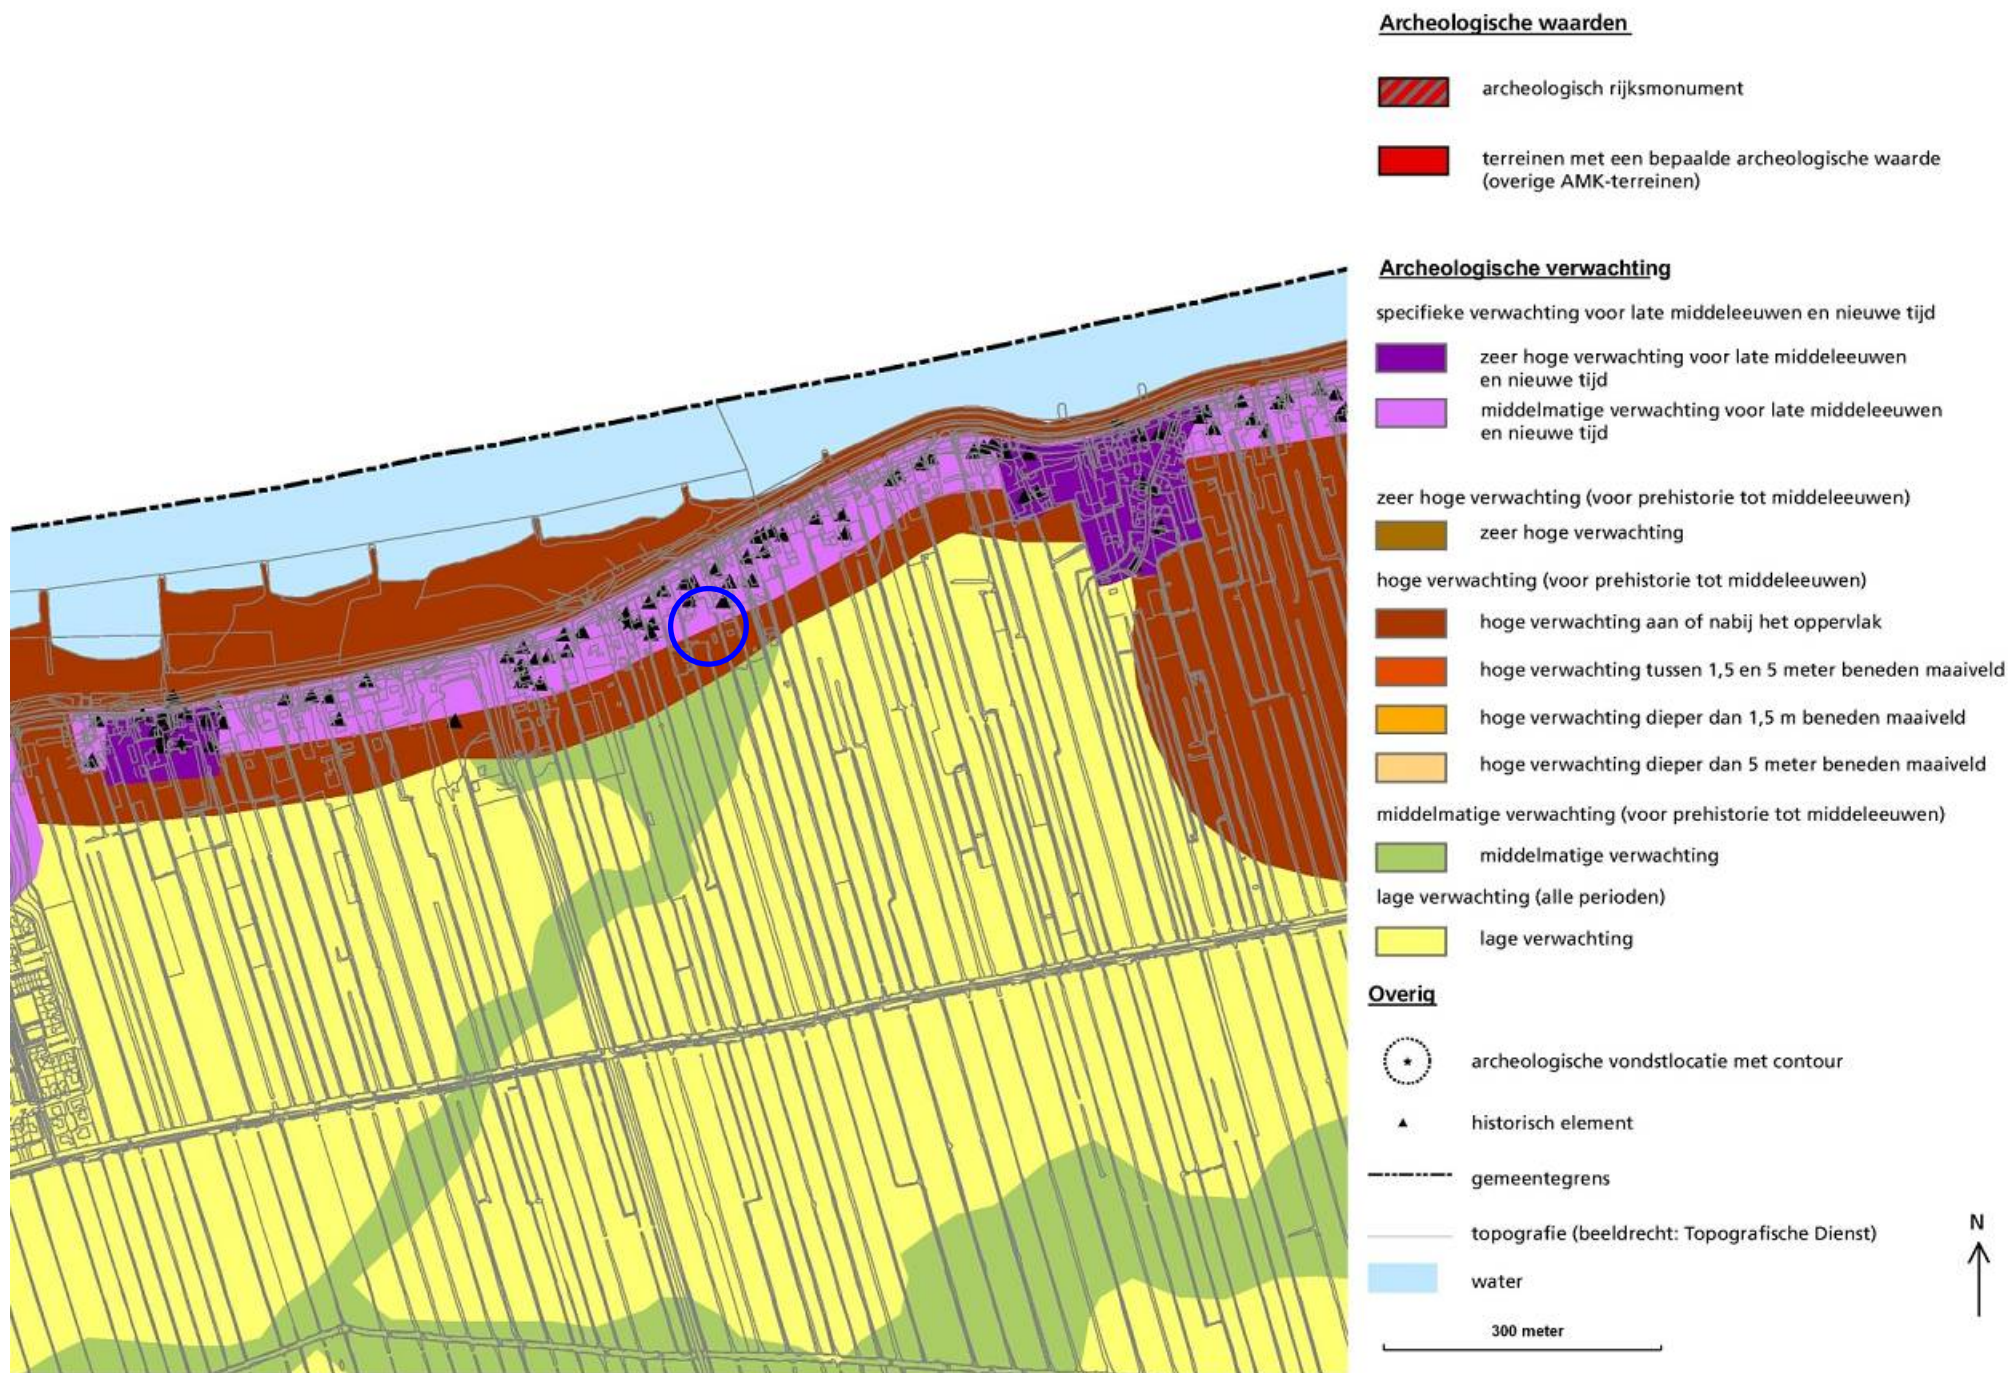 Archeologische waarden
archeologisch rijksmonument
terreinen met een bepaalde archeologische waarde
(overige AMK-terreinen)
Archeologische verwachting
specifieke verwachting voor late middeleeuwen en nieuwe tijd
zeer hoge verwachting voor late middeleeuwen
en nieuwe tijd
middelmatige verwachting voor late middeleeuwen
en nieuwe tijd
zeer hoge verwachting (voor prehistorie tot middeleeuwen)
zeer hoge verwachting
hoge verwachting (voor prehistorie tot middeleeuwen)
hoge verwachting aan of nabij het oppervlak
hoge verwachting tussen 1,5 en 5 meter beneden maaiveld
hoge verwachting dieper dan 1,5 m beneden maaiveld
hoge verwachting dieper dan 5 meter beneden maaiveld
middelmatige verwachting (voor prehistorie tot middeleeuwen)
middelmatige verwachting
lage verwachting (alle perioden)
lage verwachting
Overig
archeologische vondstlocatie met contour
historisch element
gemeentegrens
topografie (beeldrecht: Topografische Dienst)
water
N
300 meter